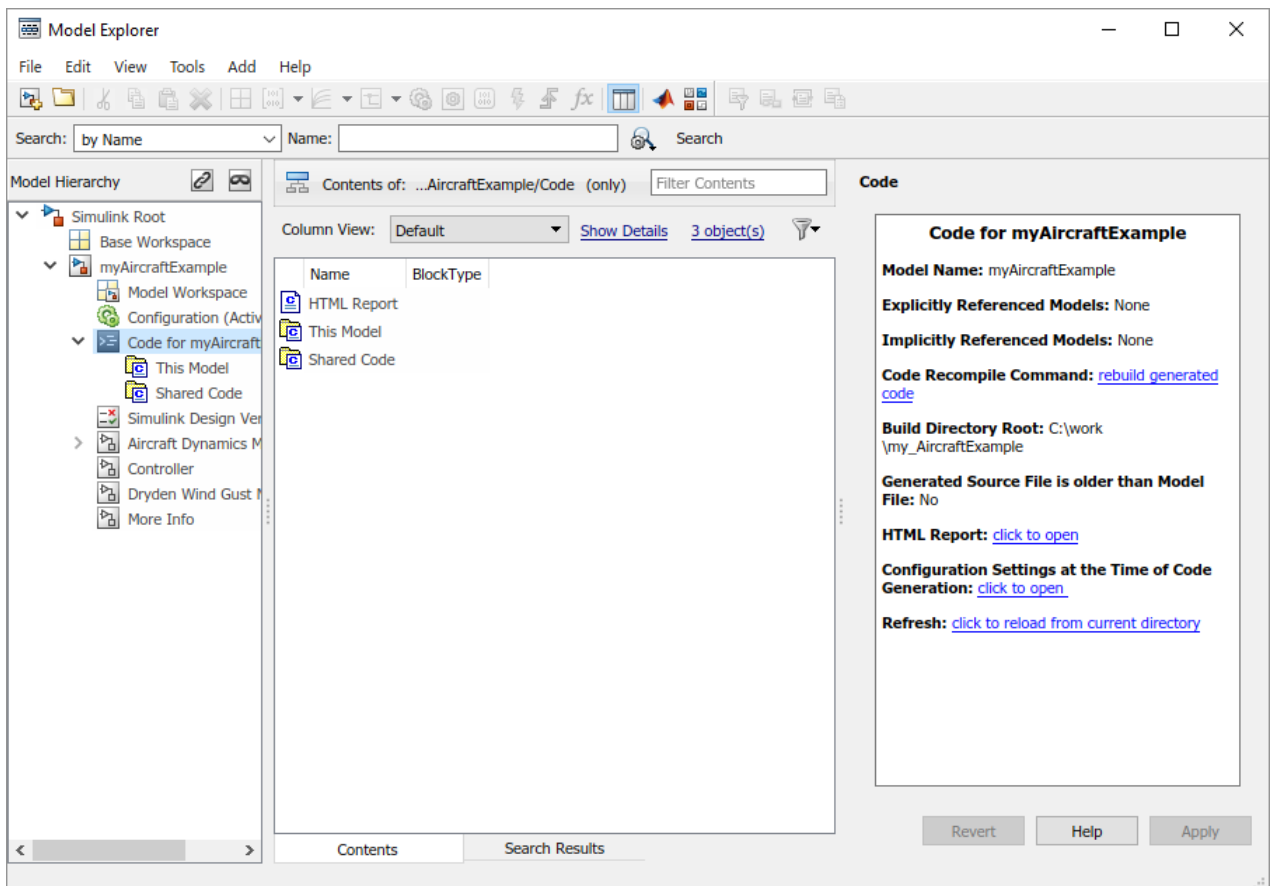 Model Explorer
File Edit View Tools Add Help
fx
Search: by Name Name: Search
Model Hierarchy
Simulink Root
Base Workspace
myAircraftExample
Model Workspace
Configuration (Activ
Code for myAircraft
This Model
Shared Code
Simulink Design Ver
Aircraft Dynamics M
Controller
Dryden Wind Gust M
More Info
Contents of: ...AircraftExample/Code (only) Filter Contents
Column View: Default Show Details 3 object(s)
Name BlockType
HTML Report
This Model
Shared Code
Contents Search Results
Code
Code for myAircraftExample
Model Name: myAircraftExample
Explicitly Referenced Models: None
Implicitly Referenced Models: None
Code Recompile Command: rebuild generated
code
Build Directory Root: C:\work
\my_AircraftExample
Generated Source File is older than Model
File: No
HTML Report: click to open
Configuration Settings at the Time of Code
Generation: click to open
Refresh: click to reload from current directory
Revert Help Apply